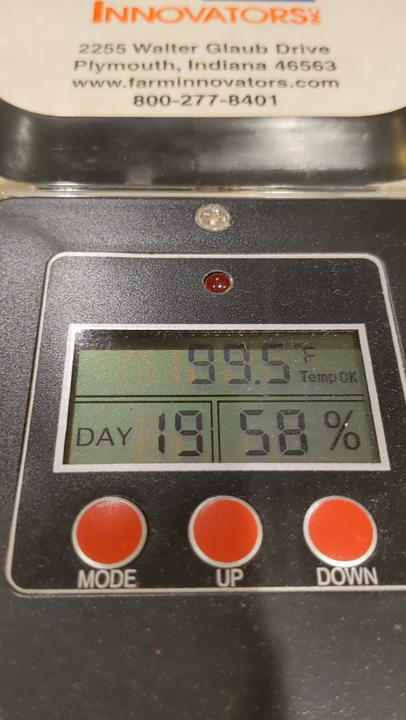 INNOVATORS INC
2255 Walter Glaub Drive
Plymouth, Indiana 46563
www.farminnovators.com
800-277-8401
99.5 °F
Temp OK
DAY 19 58 %
MODE UP DOWN